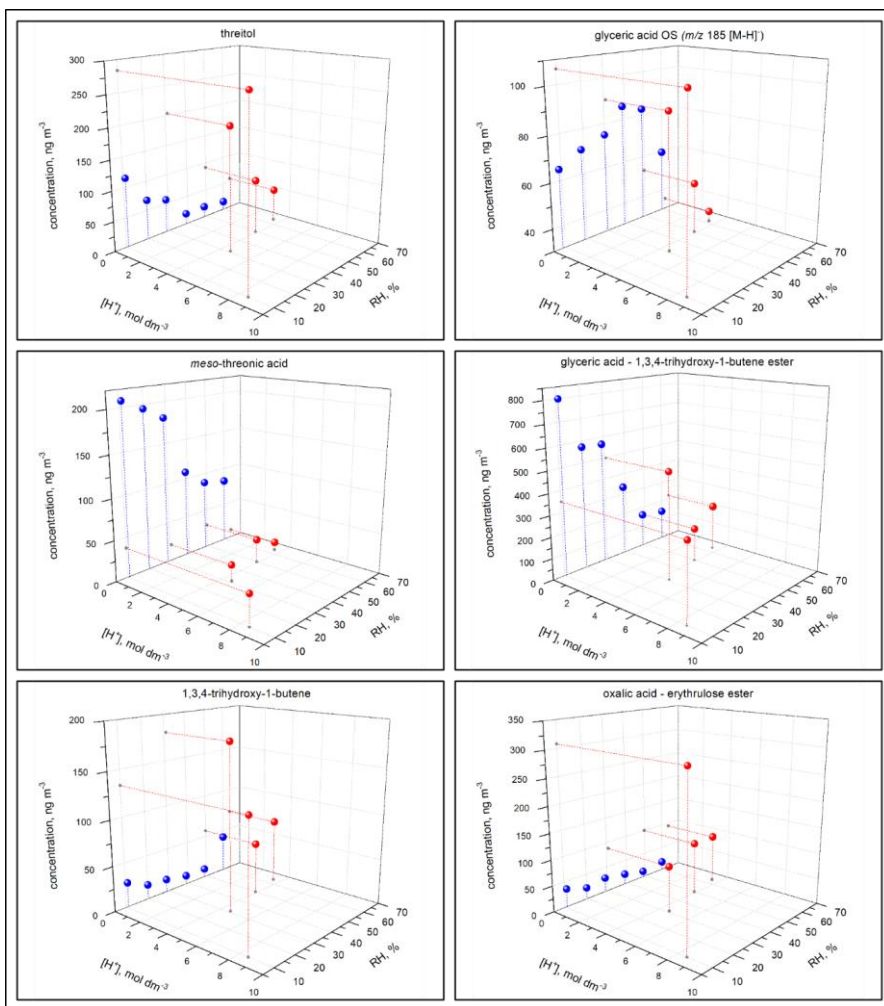 threitol
concentration, ng m⁻³
300
250
200
150
100
50
0
0 2 4 6 8 10
[H⁺], mol dm⁻³
10 20 30 40 50 60 70
RH, %
glyceric acid OS (m/z 185 [M-H]⁻)
concentration, ng m⁻³
100
80
60
40
0 2 4 6 8 10
[H⁺], mol dm⁻³
10 20 30 40 50 60 70
RH, %
meso-threonic acid
concentration, ng m⁻³
200
150
100
50
0
0 2 4 6 8 10
[H⁺], mol dm⁻³
10 20 30 40 50 60 70
RH, %
glyceric acid - 1,3,4-trihydroxy-1-butene ester
concentration, ng m⁻³
800
700
600
500
400
300
200
100
0 2 4 6 8 10
[H⁺], mol dm⁻³
10 20 30 40 50 60 70
RH, %
1,3,4-trihydroxy-1-butene
concentration, ng m⁻³
200
150
100
50
0
0 2 4 6 8 10
[H⁺], mol dm⁻³
10 20 30 40 50 60 70
RH, %
oxalic acid - erythrulose ester
concentration, ng m⁻³
350
300
250
200
150
100
50
0
0 2 4 6 8 10
[H⁺], mol dm⁻³
10 20 30 40 50 60 70
RH, %